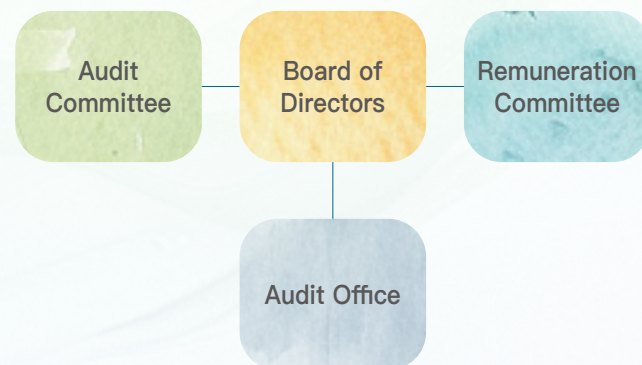 Audit
Committee
Board of
Directors
Remuneration
Committee
Audit Office